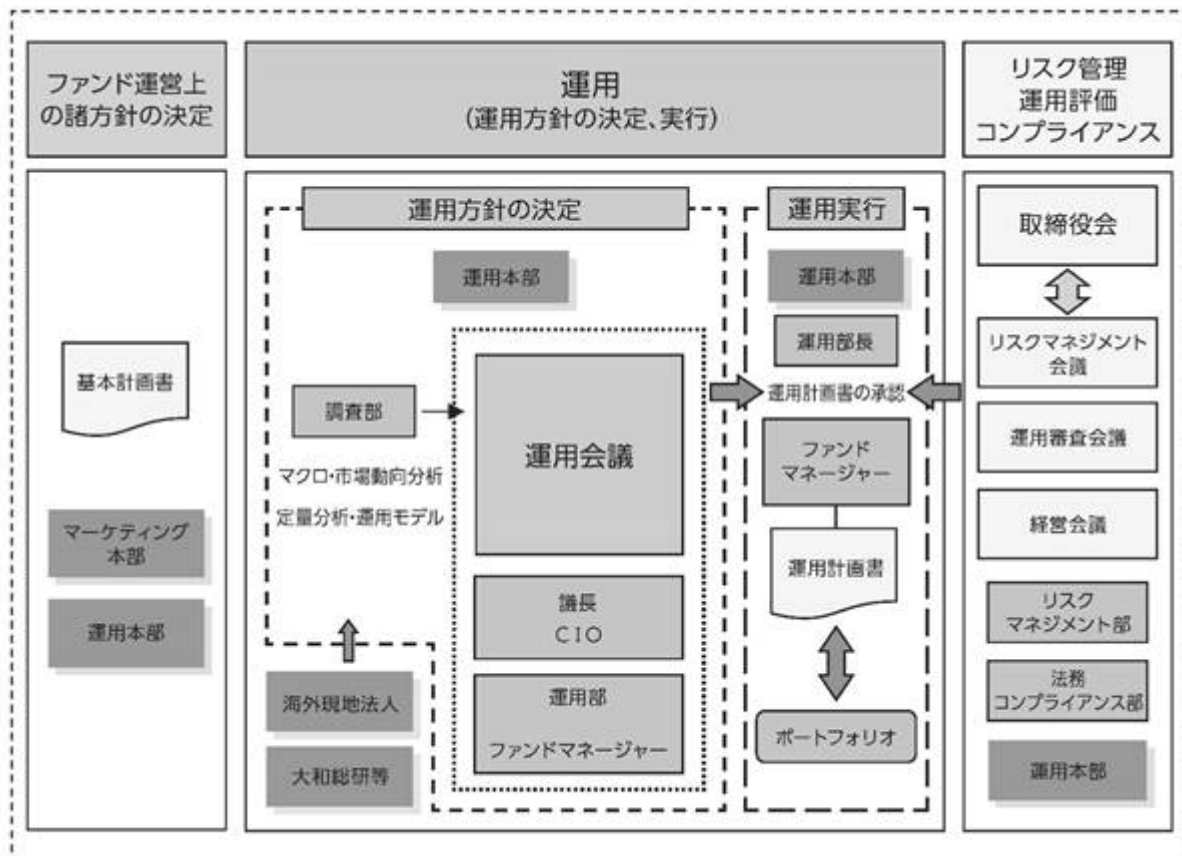 ファンド運営上
の諸方針の決定
運用
(運用方針の決定、実行)
リスク管理
運用評価
コンプライアンス
基本計画書
マーケティング
本部
運用本部
運用方針の決定
運用本部
調査部
マクロ・市場動向分析
定量分析・運用モデル
運用会議
議長
CIO
運用部
ファンドマネージャー
海外現地法人
大和総研等
運用実行
運用本部
運用部長
運用計画書の承認
ファンド
マネージャー
運用計画書
ポートフォリオ
取締役会
リスクマネジメント
会議
運用審査会議
経営会議
リスク
マネジメント部
法務
コンプライアンス部
運用本部